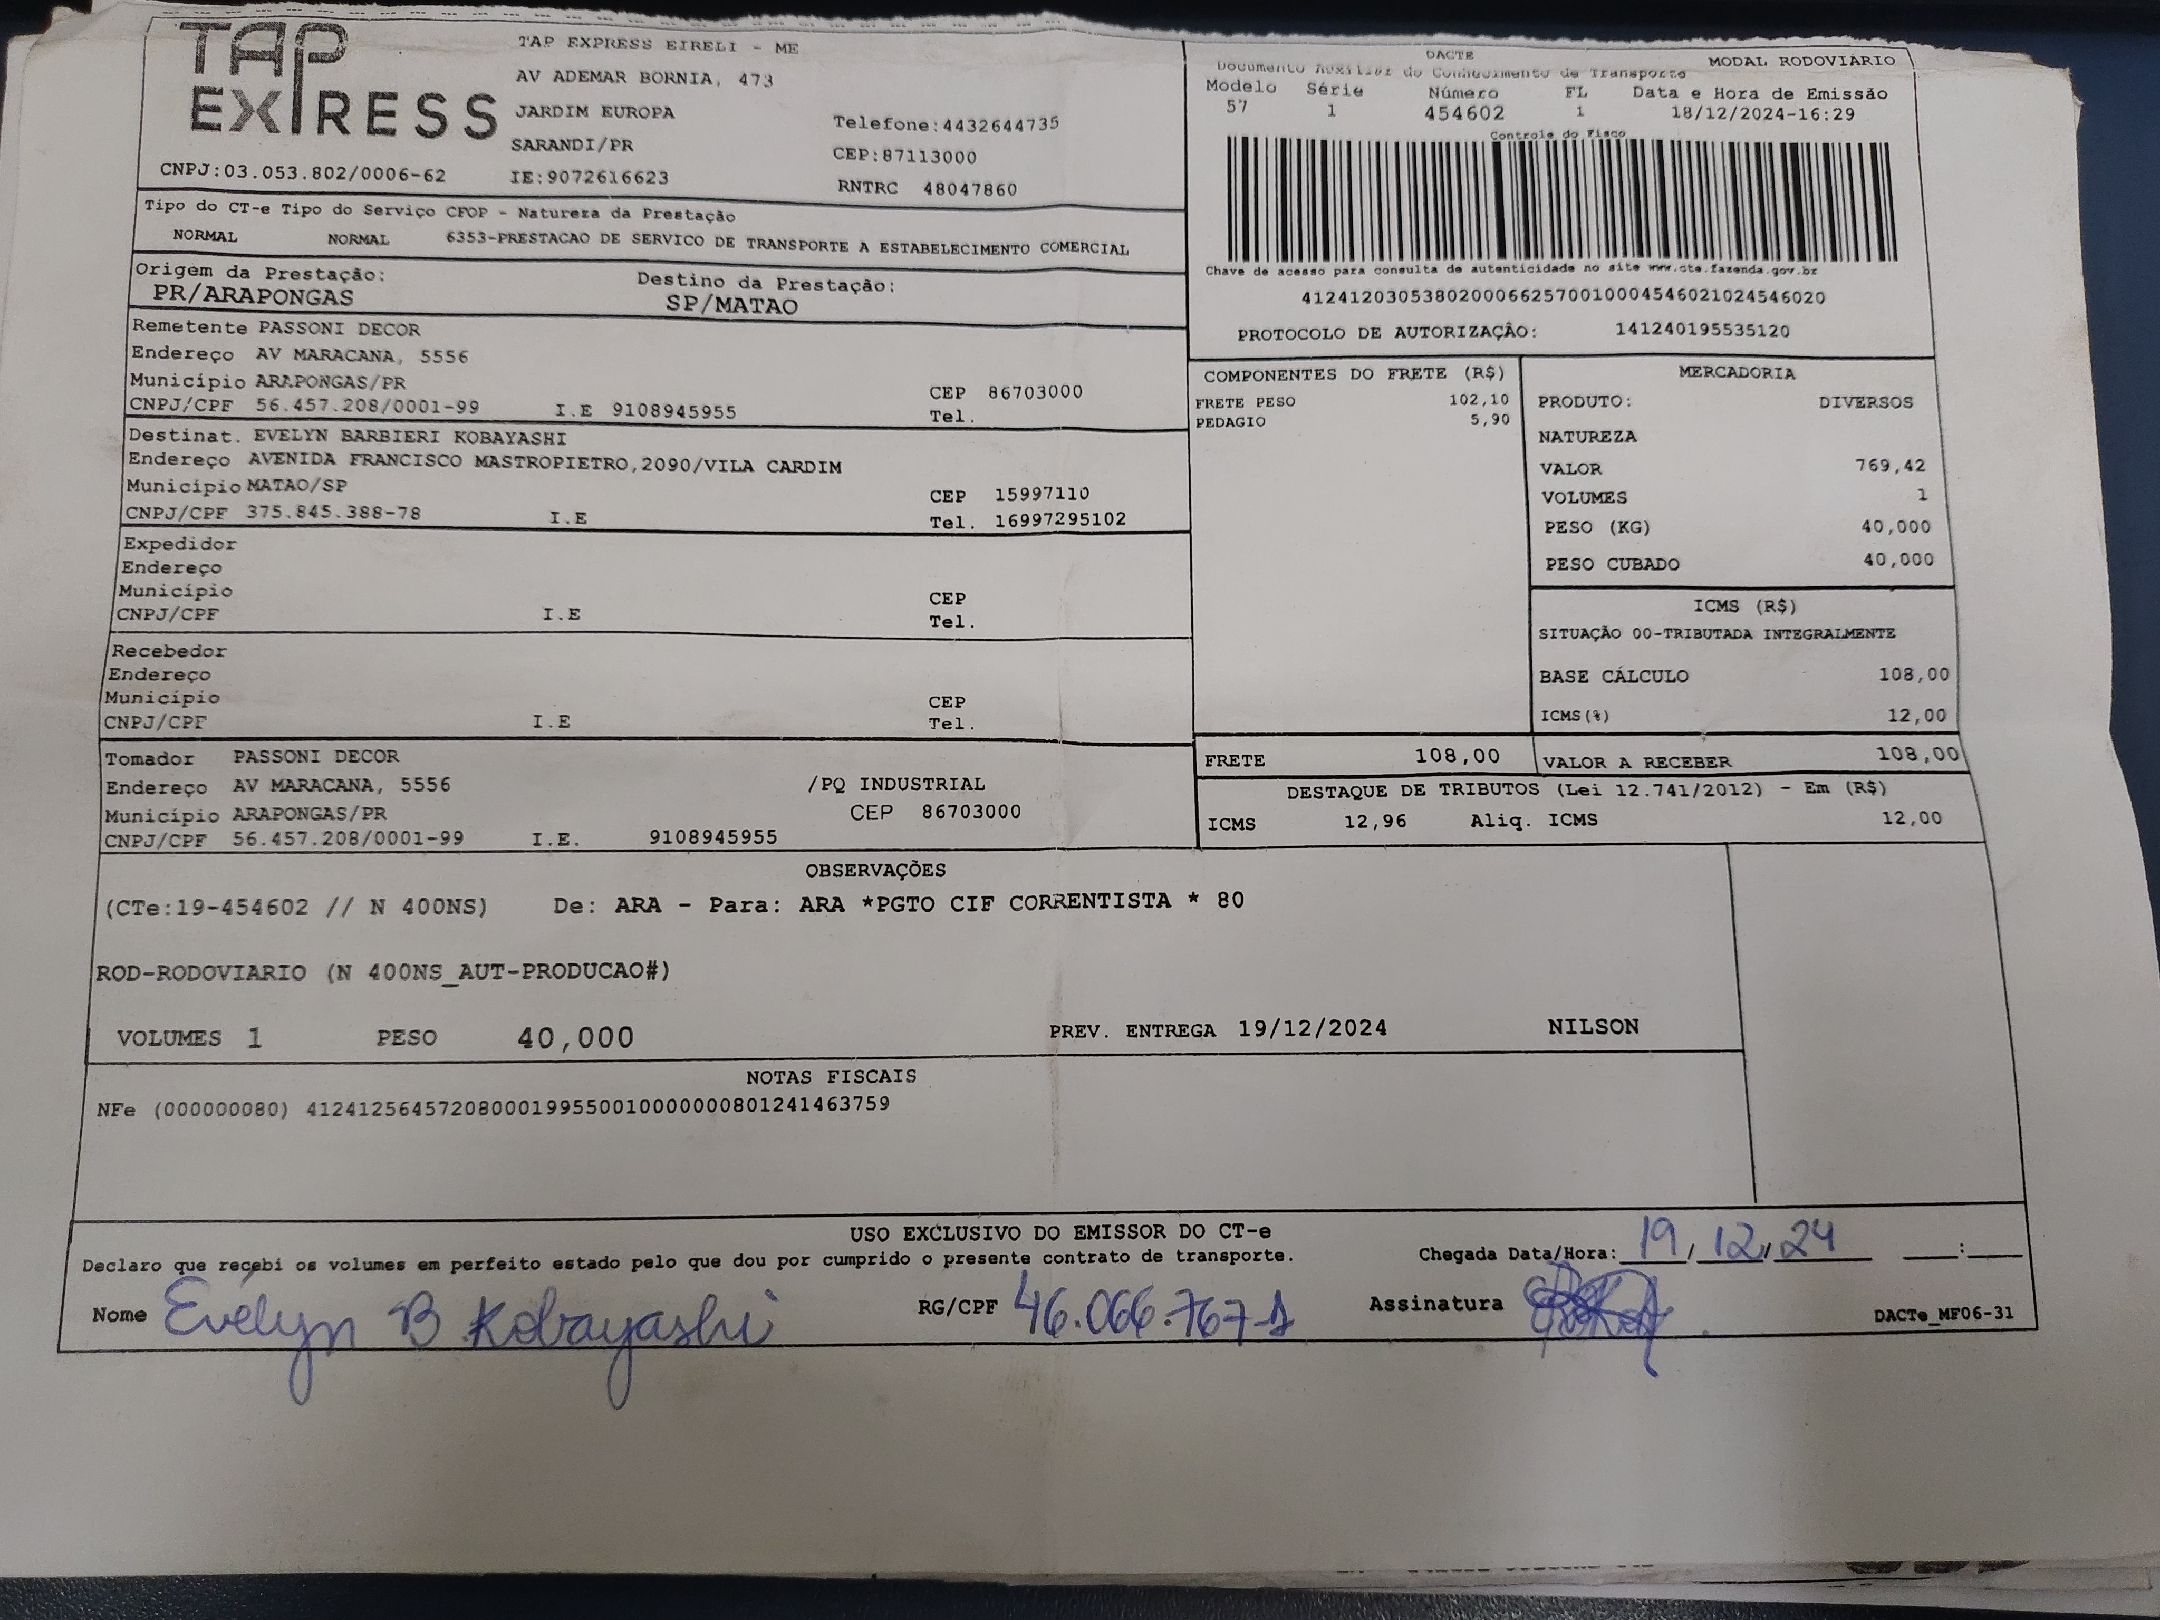 TAP EXPRESS
TAP EXPRESS EIRELI - ME
AV ADEMAR BORNIA, 473
JARDIM EUROPA
SARANDI/PR
IE:9072616623
CNPJ:03.053.802/0006-62
Telefone:4432644735
CEP:87113000
RNTRC 48047860
DACTE
MODAL RODOVIARIO
Documento Auxiliar do Conhecimento de Transporte
Modelo Série Número FL Data e Hora de Emissão
57 1 454602 1 18/12/2024-16:29
Controle do Fisco
Chave de acesso para consulta de autenticidade no site www.cte.fazenda.gov.br
41241203053802000662570010004546021024546020
PROTOCOLO DE AUTORIZAÇÃO: 141240195535120
Tipo do CT-e Tipo do Serviço CFOP - Natureza da Prestação
NORMAL NORMAL 6353-PRESTACAO DE SERVICO DE TRANSPORTE A ESTABELECIMENTO COMERCIAL
Origem da Prestação: Destino da Prestação:
PR/ARAPONGAS SP/MATAO
Remetente PASSONI DECOR
Endereço AV MARACANA, 5556
Município ARAPONGAS/PR CEP 86703000
CNPJ/CPF 56.457.208/0001-99 I.E 9108945955 Tel.
Destinat. EVELYN BARBIERI KOBAYASHI
Endereço AVENIDA FRANCISCO MASTROPIETRO,2090/VILA CARDIM
Município MATAO/SP CEP 15997110
CNPJ/CPF 375.845.388-78 I.E Tel. 16997295102
Expedidor
Endereço
Município CEP
CNPJ/CPF I.E Tel.
Recebedor
Endereço
Município CEP
CNPJ/CPF I.E Tel.
Tomador PASSONI DECOR
Endereço AV MARACANA, 5556 /PQ INDUSTRIAL
Município ARAPONGAS/PR CEP 86703000
CNPJ/CPF 56.457.208/0001-99 I.E. 9108945955
COMPONENTES DO FRETE (R$)
FRETE PESO 102,10
PEDAGIO 5,90
MERCADORIA
PRODUTO: DIVERSOS
NATUREZA
VALOR 769,42
VOLUMES 1
PESO (KG) 40,000
PESO CUBADO 40,000
ICMS (R$)
SITUAÇÃO 00-TRIBUTADA INTEGRALMENTE
BASE CÁLCULO 108,00
ICMS(%) 12,00
FRETE 108,00 VALOR A RECEBER 108,00
DESTAQUE DE TRIBUTOS (Lei 12.741/2012) - Em (R$)
ICMS 12,96 Aliq. ICMS 12,00
OBSERVAÇÕES
(CTe:19-454602 // N 400NS) De: ARA - Para: ARA *PGTO CIF CORRENTISTA * 80
ROD-RODOVIARIO (N 400NS_AUT-PRODUCAO#)
VOLUMES 1 PESO 40,000 PREV. ENTREGA 19/12/2024 NILSON
NOTAS FISCAIS
NFe (000000080) 41241256457208000199550010000000801241463759
USO EXCLUSIVO DO EMISSOR DO CT-e
Declaro que recebi os volumes em perfeito estado pelo que dou por cumprido o presente contrato de transporte. Chegada Data/Hora: 19/12/24 __:__
Nome Evelyn B Kobayashi RG/CPF 46.066.767-1 Assinatura
DACTe_MF06-31